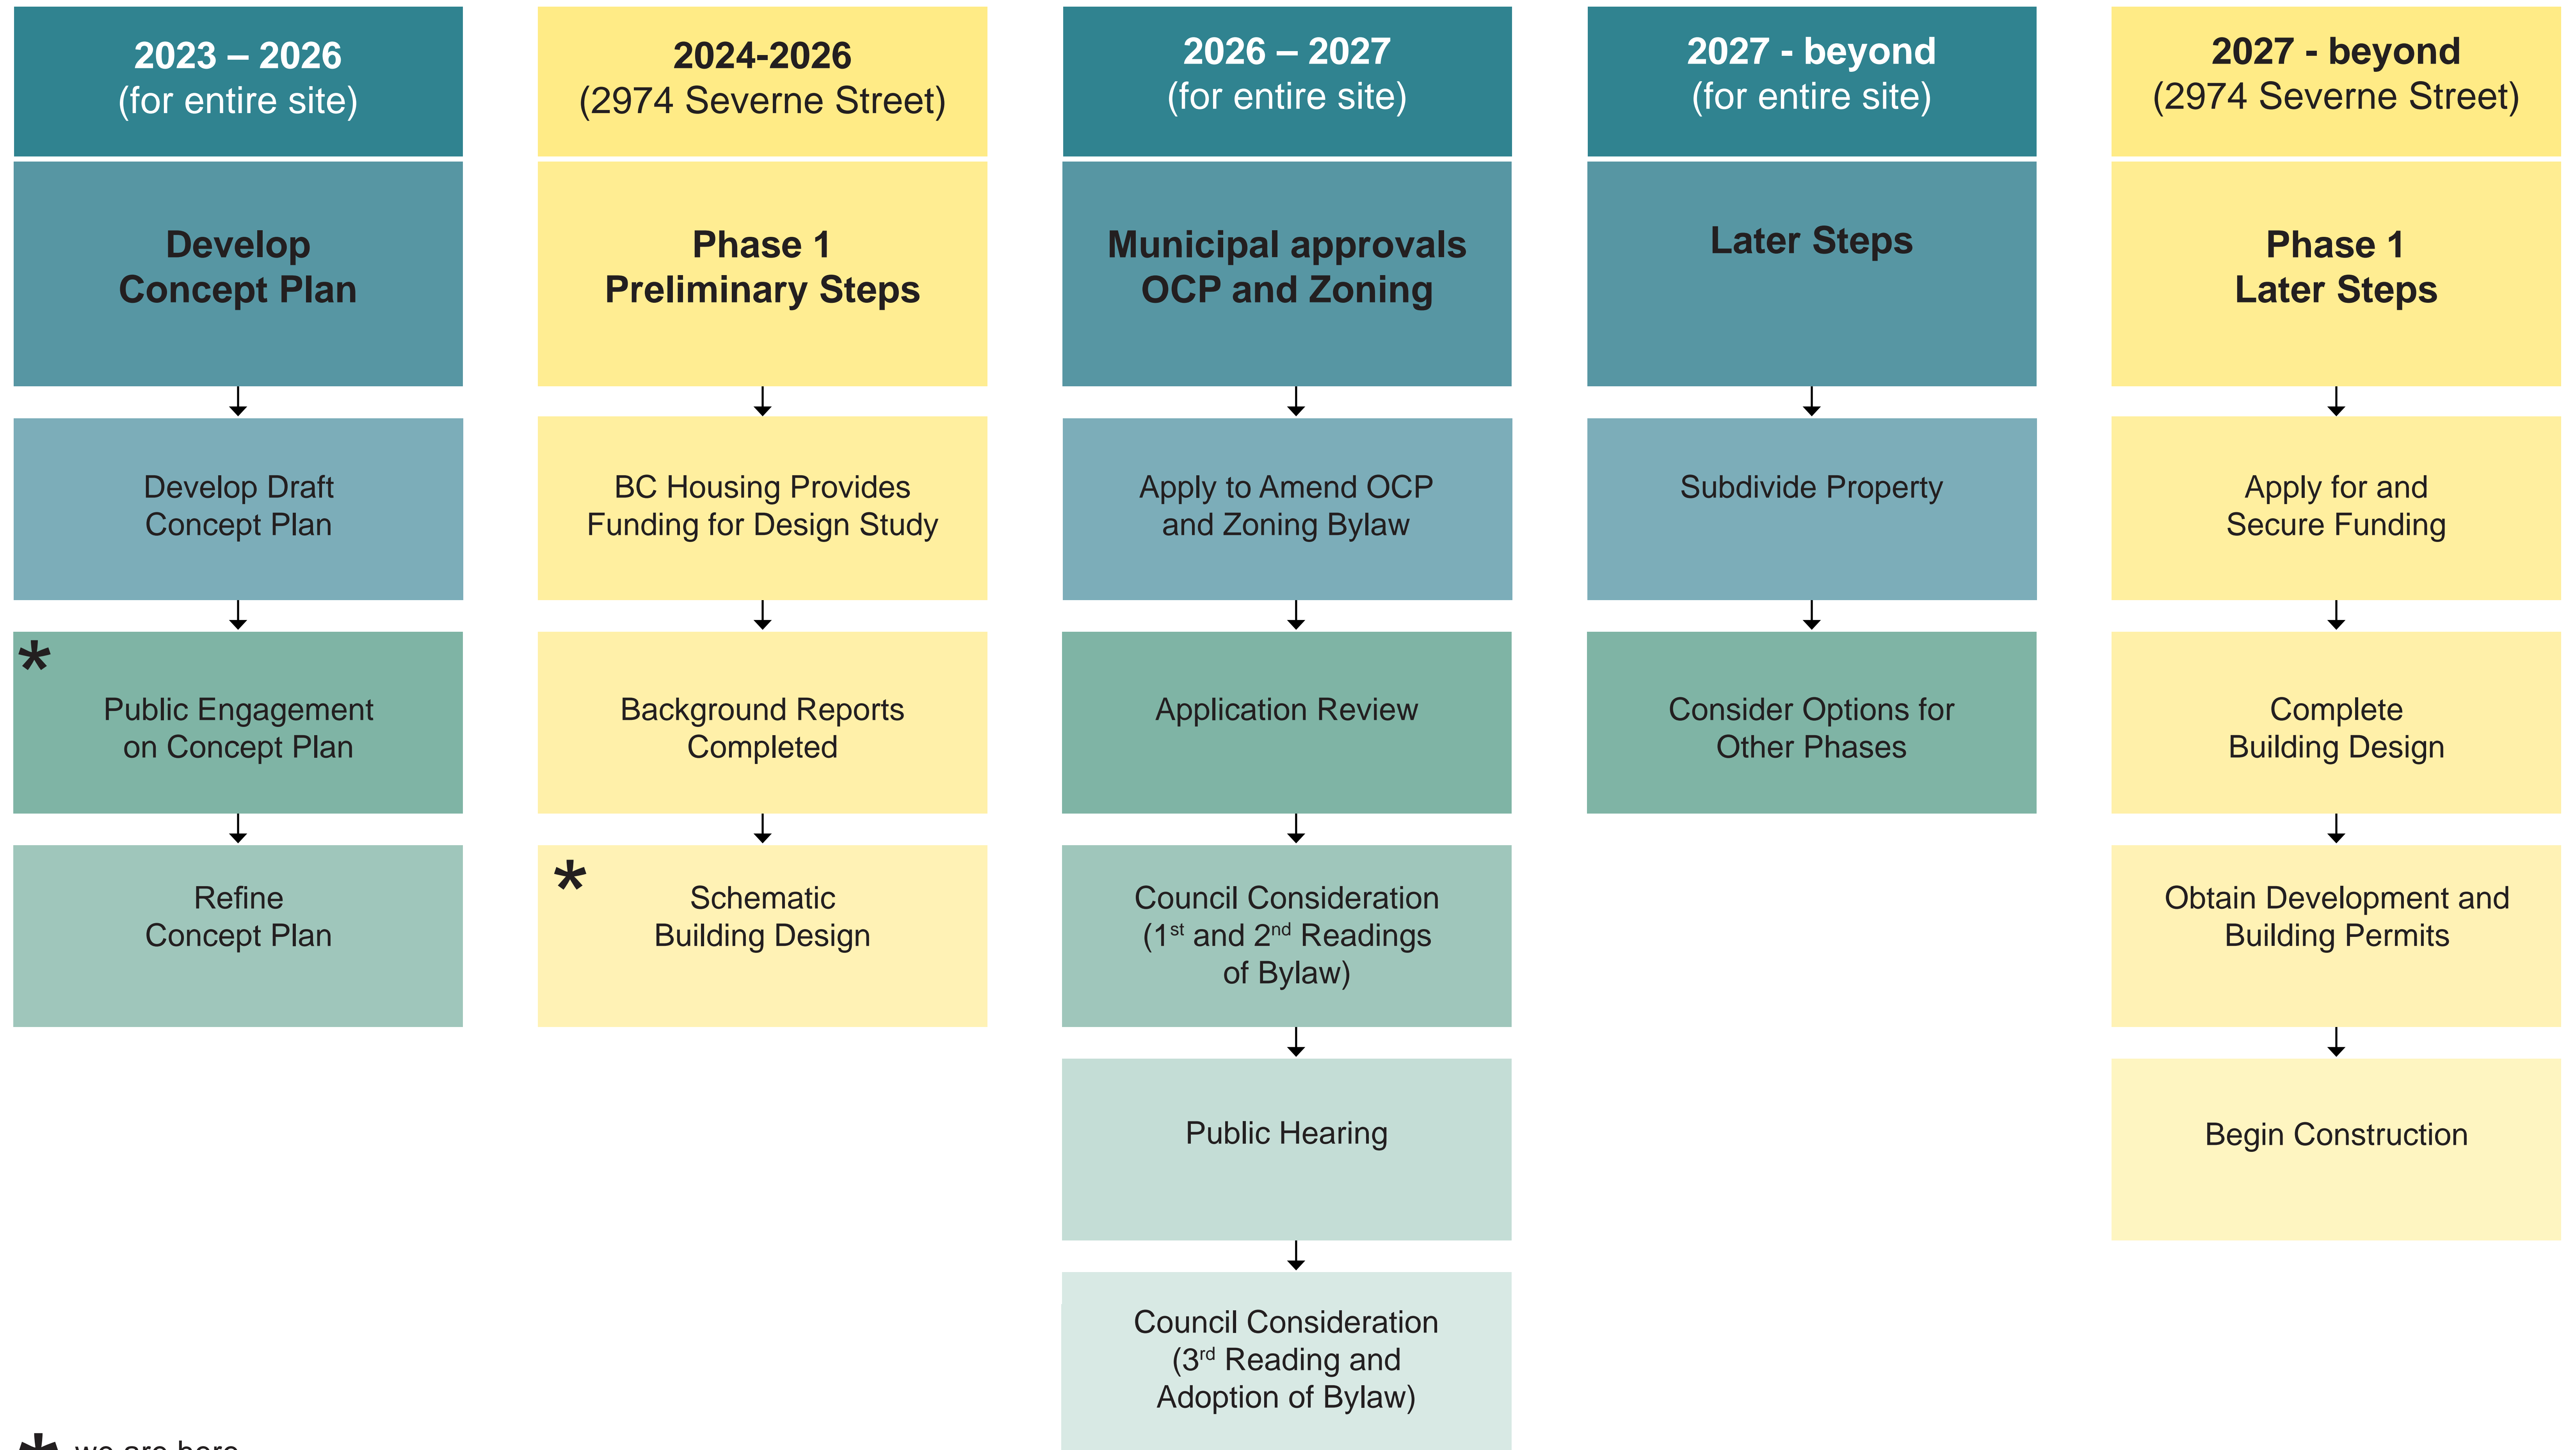 2023 – 2026
(for entire site)
Develop
Concept Plan
Develop Draft
Concept Plan
*
Public Engagement
on Concept Plan
Refine
Concept Plan
2024-2026
(2974 Severne Street)
Phase 1
Preliminary Steps
BC Housing Provides
Funding for Design Study
Background Reports
Completed
*
Schematic
Building Design
2026 – 2027
(for entire site)
Municipal approvals
OCP and Zoning
Apply to Amend OCP
and Zoning Bylaw
Application Review
Council Consideration
(1st and 2nd Readings
of Bylaw)
Public Hearing
Council Consideration
(3rd Reading and
Adoption of Bylaw)
2027 - beyond
(for entire site)
Later Steps
Subdivide Property
Consider Options for
Other Phases
2027 - beyond
(2974 Severne Street)
Phase 1
Later Steps
Apply for and
Secure Funding
Complete
Building Design
Obtain Development and
Building Permits
Begin Construction
* we are here